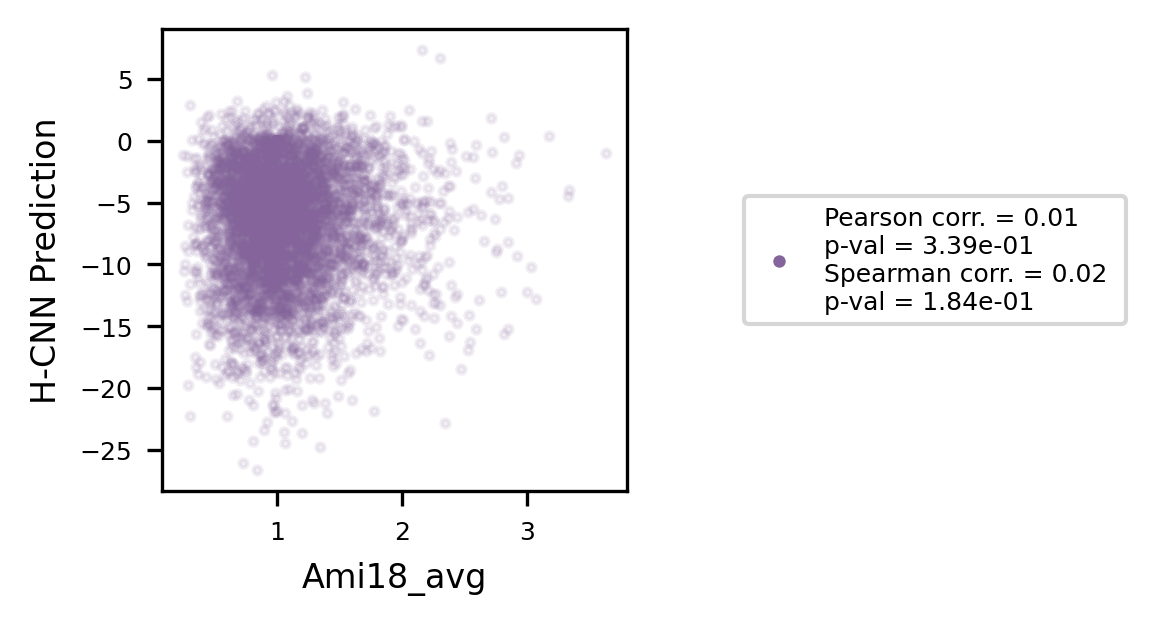 H-CNN Prediction
5
0
−5
−10
−15
−20
−25
1
2
3
Ami18_avg
Pearson corr. = 0.01
p-val = 3.39e-01
Spearman corr. = 0.02
p-val = 1.84e-01